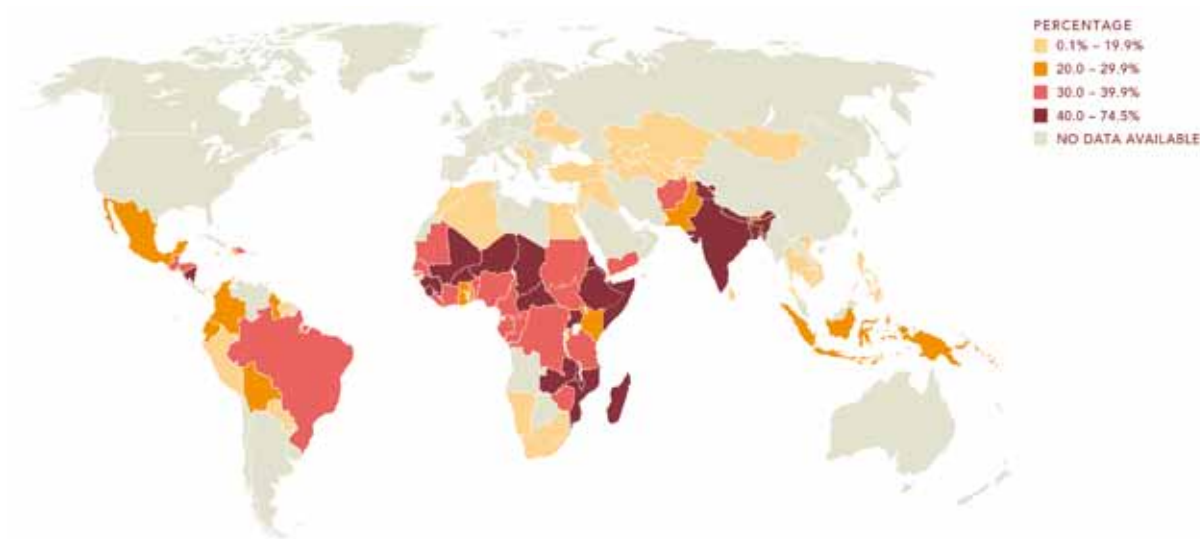 PERCENTAGE
0.1% – 19.9%
20.0 – 29.9%
30.0 – 39.9%
40.0 – 74.5%
NO DATA AVAILABLE